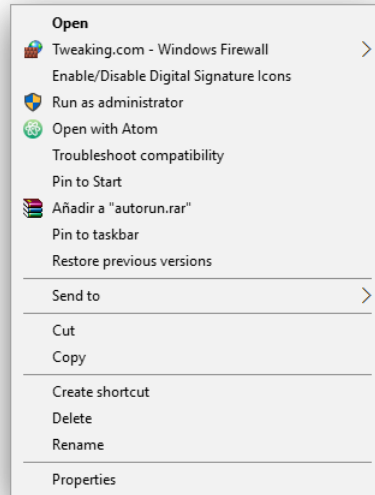 Open
Tweaking.com - Windows Firewall
Enable/Disable Digital Signature Icons
Run as administrator
Open with Atom
Troubleshoot compatibility
Pin to Start
Añadir a "autorun.rar"
Pin to taskbar
Restore previous versions
Send to
Cut
Copy
Create shortcut
Delete
Rename
Properties